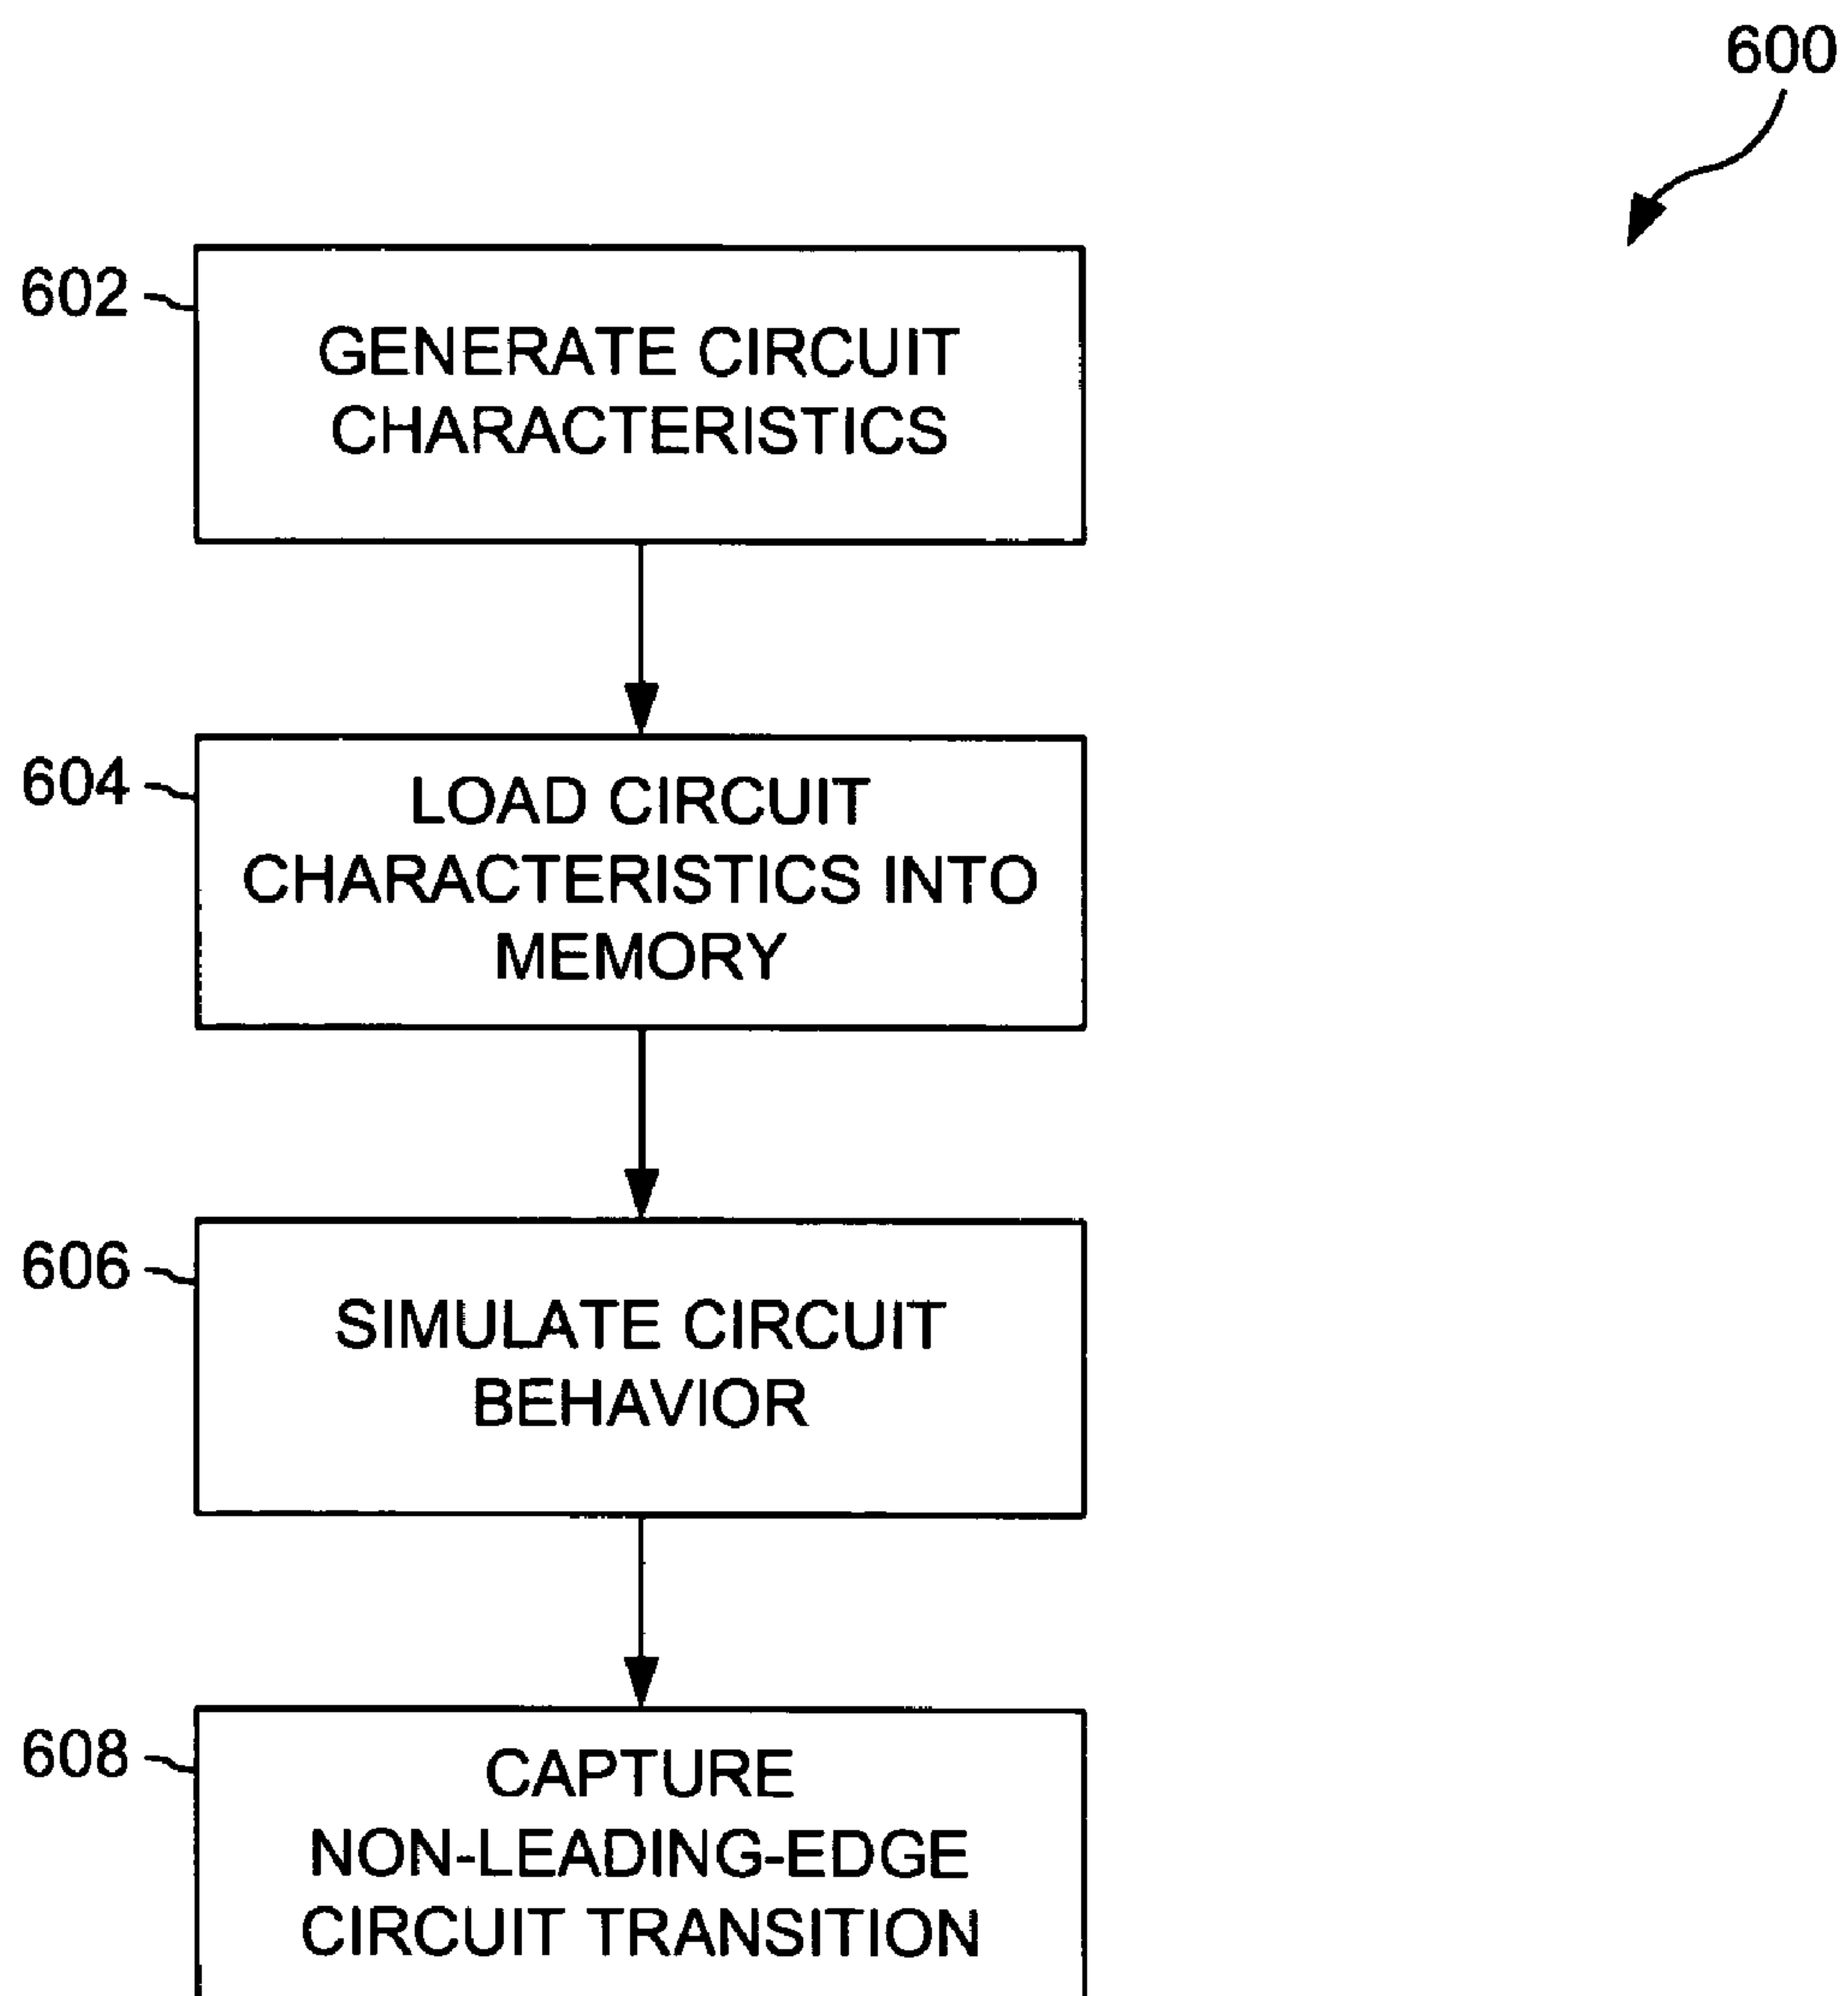 600
602
GENERATE CIRCUIT
CHARACTERISTICS
604
LOAD CIRCUIT
CHARACTERISTICS INTO
MEMORY
606
SIMULATE CIRCUIT
BEHAVIOR
608
CAPTURE
NON-LEADING-EDGE
CIRCUIT TRANSITION